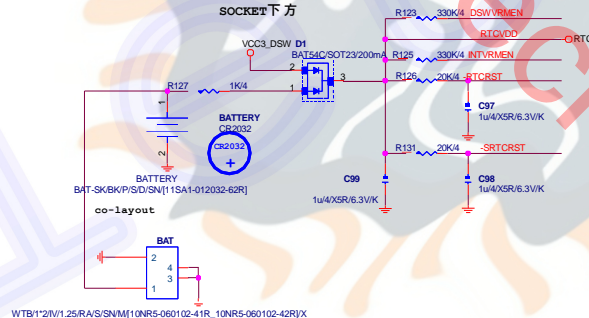 SOCKET下方
R123 330K/4 DSWVRMEN
VCC3_DSW D1
RTCVDD
RTC
BAT54C/SOT23/200mA
R125 330K/4 INTVRMEN
2
3
1
R126 20K/4 -RTCRST
R127 1K/4
C97
1u/4/X5R/6.3V/K
1
BATTERY
CR2032
CR2032
+
2
R131 20K/4 -SRTCRST
BATTERY
BAT-SK/BK/P/S/D/SN/[11SA1-012032-62R]
C99
1u/4/X5R/6.3V/K
C98
1u/4/X5R/6.3V/K
co-layout
BAT
2
4
3
1
WTB/1*2/IV/1.25/RA/S/SN/M[10NR5-060102-41R_10NR5-060102-42R]/X